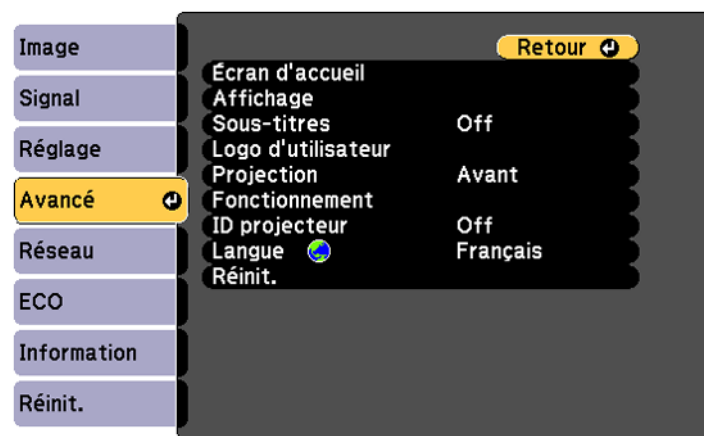 Image
Signal
Réglage
Avancé
Réseau
ECO
Information
Réinit.
Retour
Écran d'accueil
Affichage
Sous-titres Off
Logo d'utilisateur
Projection Avant
Fonctionnement
ID projecteur Off
Langue Français
Réinit.